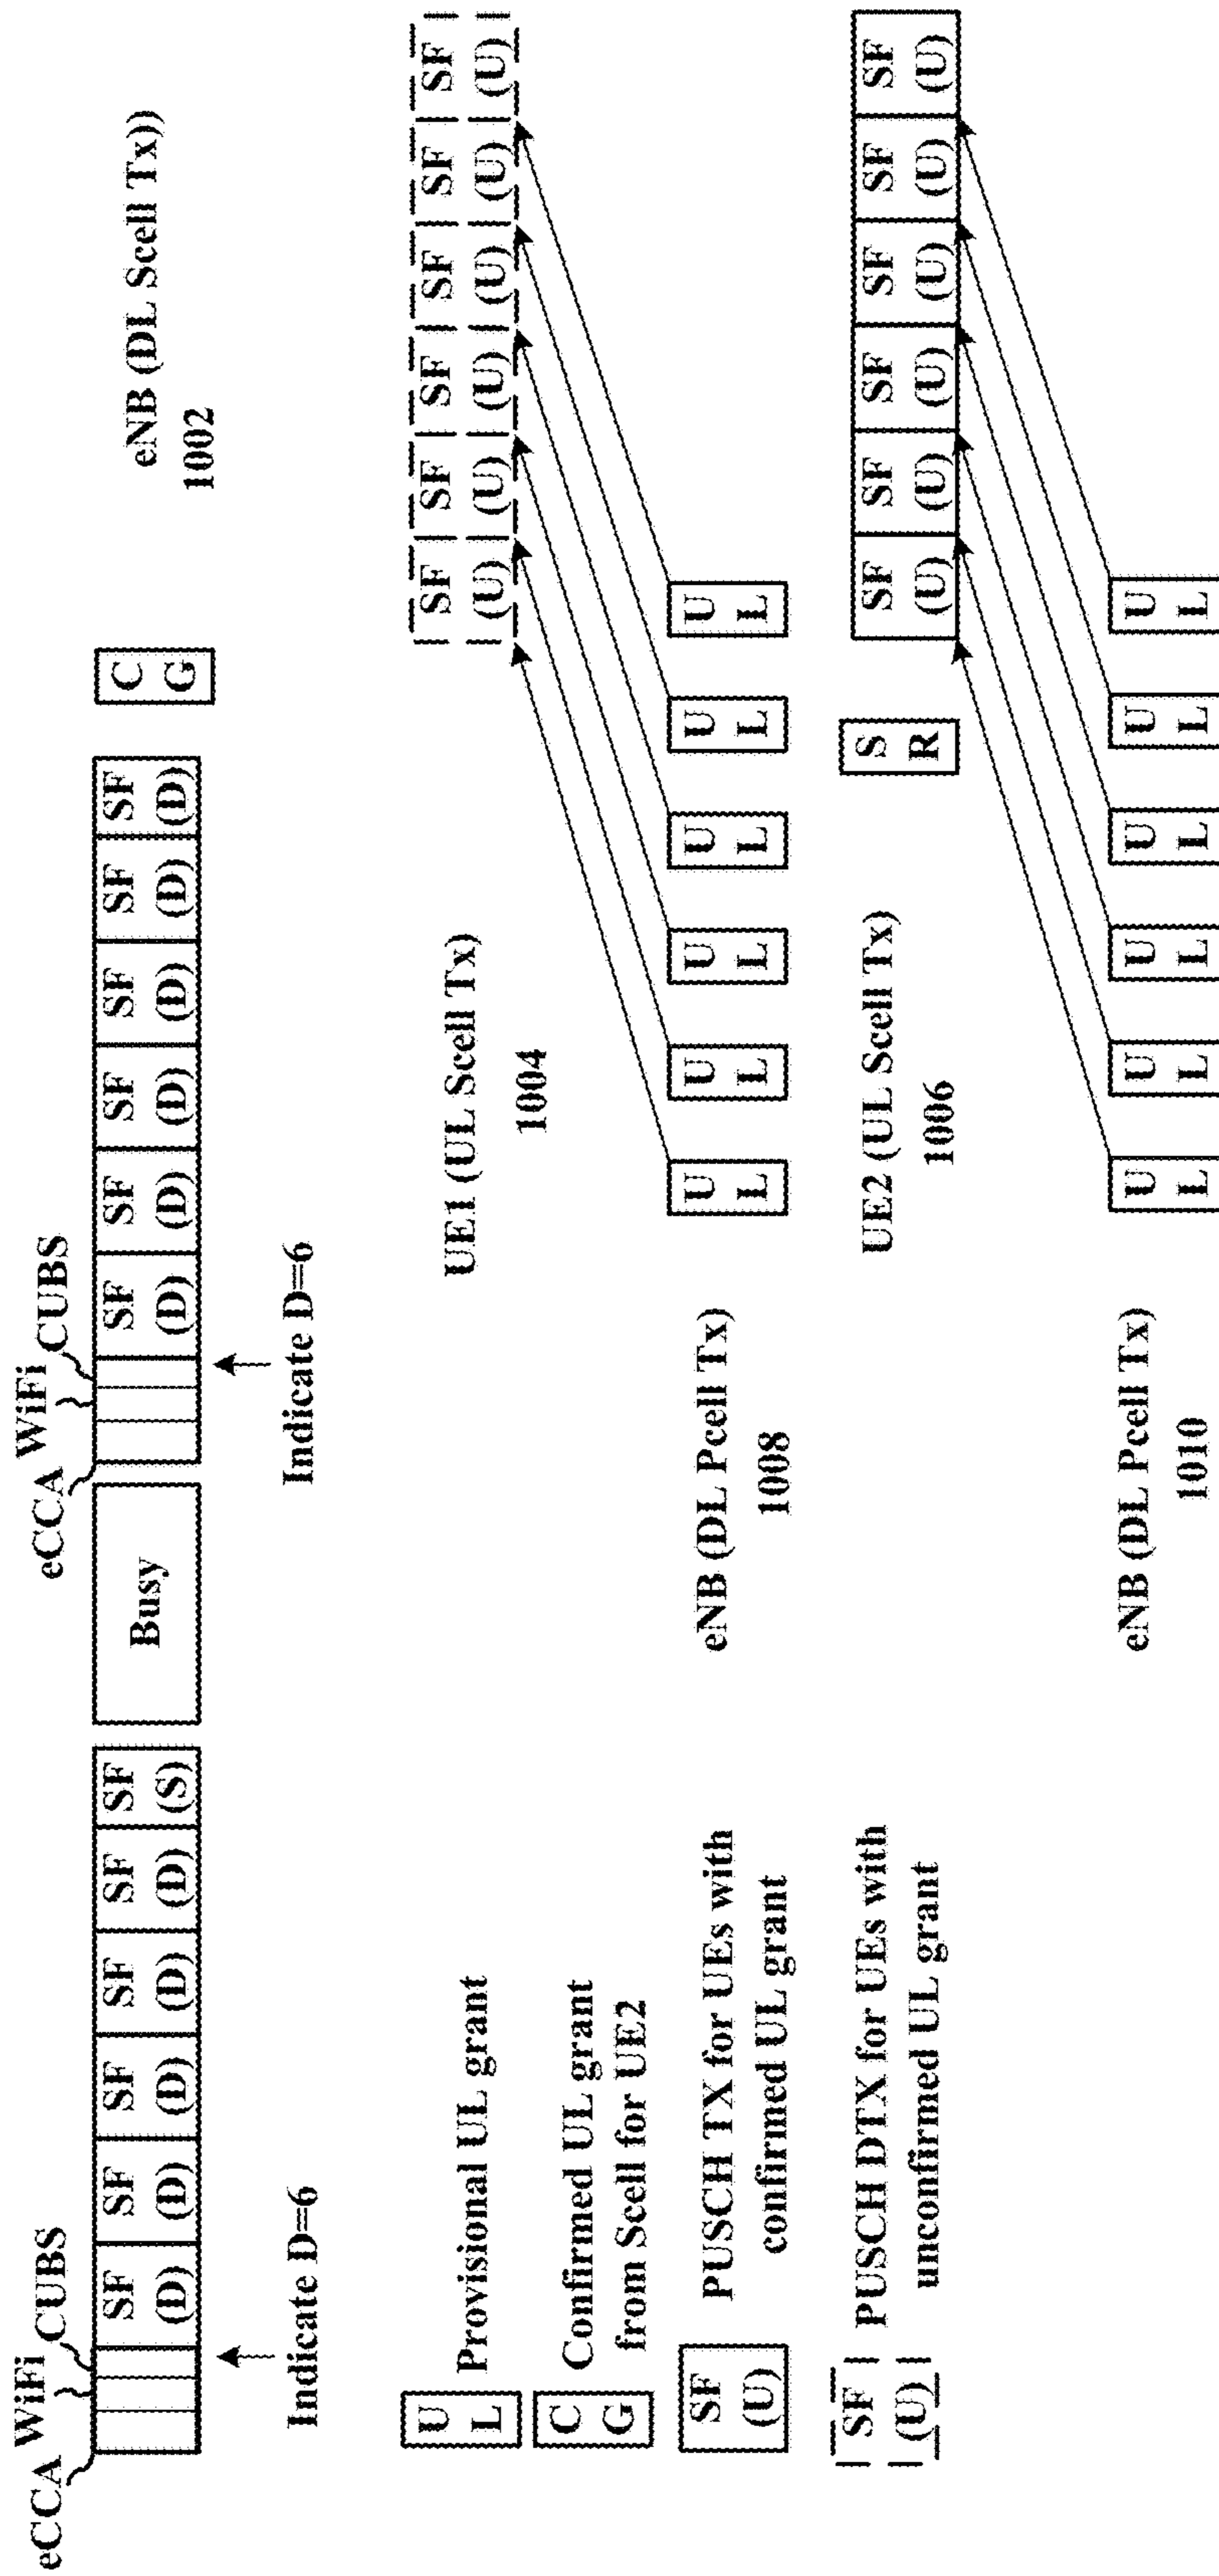 eCCA WiFi CUBS
SF (D)
SF (D)
SF (D)
SF (D)
SF (D)
SF (S)
Indicate D=6
Busy
eCCA WiFi CUBS
SF (D)
SF (D)
SF (D)
SF (D)
SF (D)
SF (D)
Indicate D=6
C G
eNB (DL Scell Tx))
1002
UE1 (UL Scell Tx)
1004
SF (U)
SF (U)
SF (U)
SF (U)
SF (U)
SF (U)
eNB (DL Pcell Tx)
1008
U L
U L
U L
U L
U L
U L
UE2 (UL Scell Tx)
1006
S R
SF (U)
SF (U)
SF (U)
SF (U)
SF (U)
SF (U)
eNB (DL Pcell Tx)
1010
U L
U L
U L
U L
U L
U L
U L Provisional UL grant
C G Confirmed UL grant
from Scell for UE2
SF (U) PUSCH TX for UEs with
confirmed UL grant
SF (U) PUSCH DTX for UEs with
unconfirmed UL grant